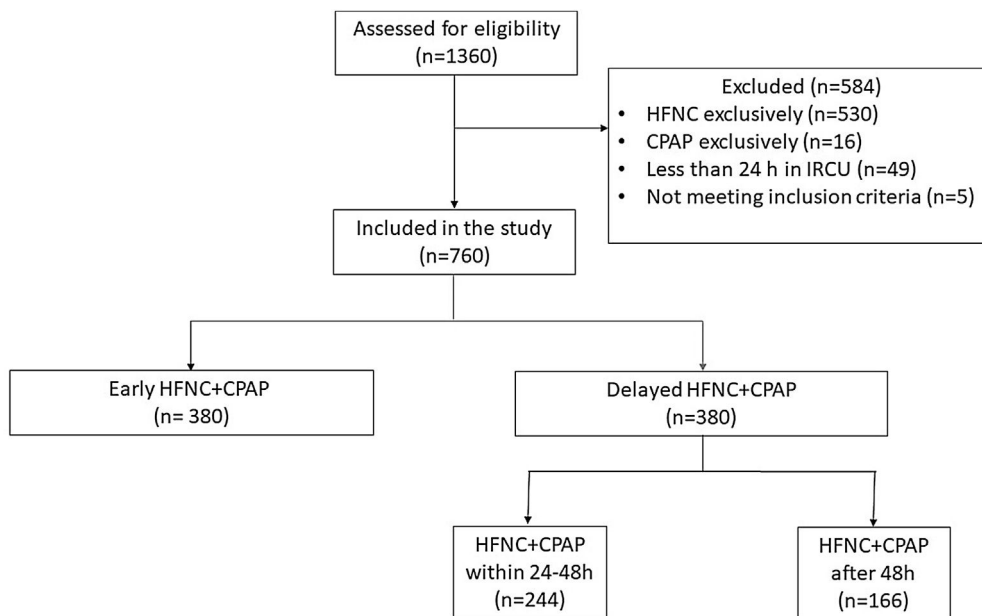 Assessed for eligibility
(n=1360)
Excluded (n=584)
• HFNC exclusively (n=530)
• CPAP exclusively (n=16)
• Less than 24 h in IRCU (n=49)
• Not meeting inclusion criteria (n=5)
Included in the study
(n=760)
Early HFNC+CPAP
(n= 380)
Delayed HFNC+CPAP
(n=380)
HFNC+CPAP
within 24-48h
(n=244)
HFNC+CPAP
after 48h
(n=166)